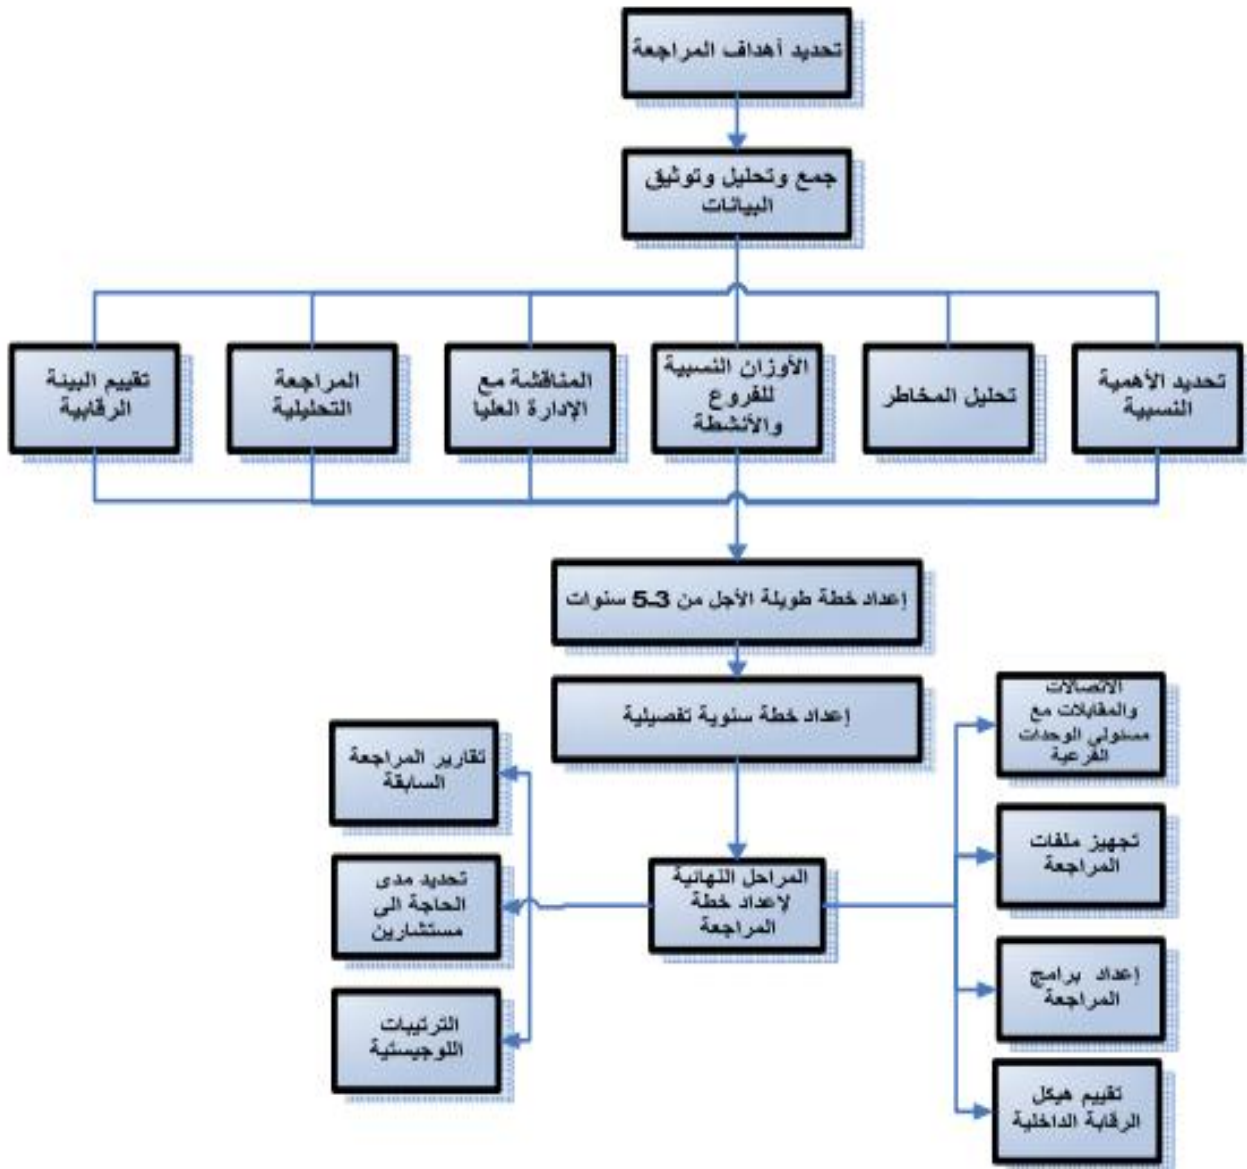 تحديد أهداف المراجعة
جمع وتحليل وتوثيق
البيانات
تحديد الأهمية
النسبية
تحليل المخاطر
الأوزان النسبية
للفروع
والأنشطة
المناقشة مع
الإدارة العليا
المراجعة
التحليلية
تقييم البيئة
الرقابية
إعداد خطة طويلة الأجل من 3-5 سنوات
إعداد خطة سنوية تفصيلية
المراحل النهائية
لإعداد خطة
المراجعة
الاتصالات
والمقابلات مع
مسئولي الوحدات
الفرعية
تجهيز ملفات
المراجعة
إعداد برامج
المراجعة
تقييم هيكل
الرقابة الداخلية
تقارير المراجعة
السابقة
تحديد مدى
الحاجة الى
مستشارين
الترتيبات
اللوجيستية